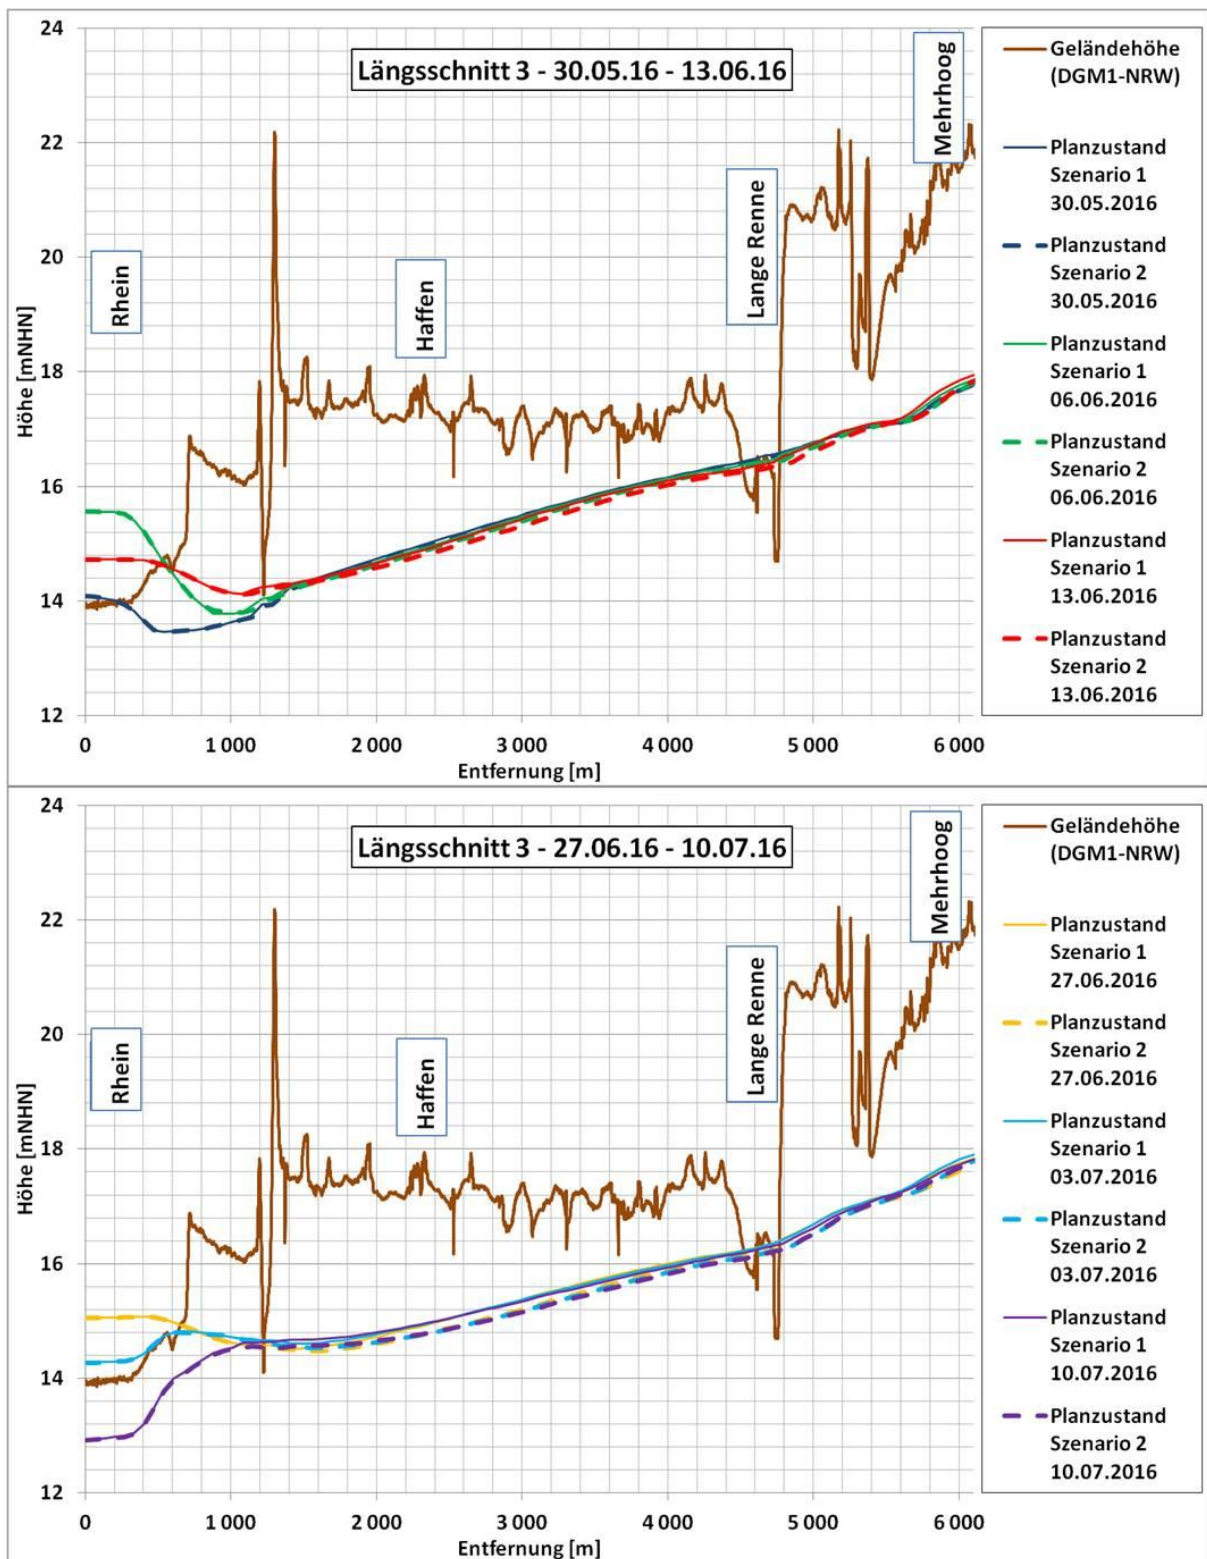 24
22
20
18
16
14
12
Höhe [mNHN]
Längsschnitt 3 - 30.05.16 - 13.06.16
Rhein
Haffen
Lange Renne
Mehrhoog
0
1 000
2 000
3 000
4 000
5 000
6 000
Entfernung [m]
Geländehöhe
(DGM1-NRW)
Planzustand
Szenario 1
30.05.2016
Planzustand
Szenario 2
30.05.2016
Planzustand
Szenario 1
06.06.2016
Planzustand
Szenario 2
06.06.2016
Planzustand
Szenario 1
13.06.2016
Planzustand
Szenario 2
13.06.2016
24
22
20
18
16
14
12
Höhe [mNHN]
Längsschnitt 3 - 27.06.16 - 10.07.16
Rhein
Haffen
Lange Renne
Mehrhoog
0
1 000
2 000
3 000
4 000
5 000
6 000
Entfernung [m]
Geländehöhe
(DGM1-NRW)
Planzustand
Szenario 1
27.06.2016
Planzustand
Szenario 2
27.06.2016
Planzustand
Szenario 1
03.07.2016
Planzustand
Szenario 2
03.07.2016
Planzustand
Szenario 1
10.07.2016
Planzustand
Szenario 2
10.07.2016